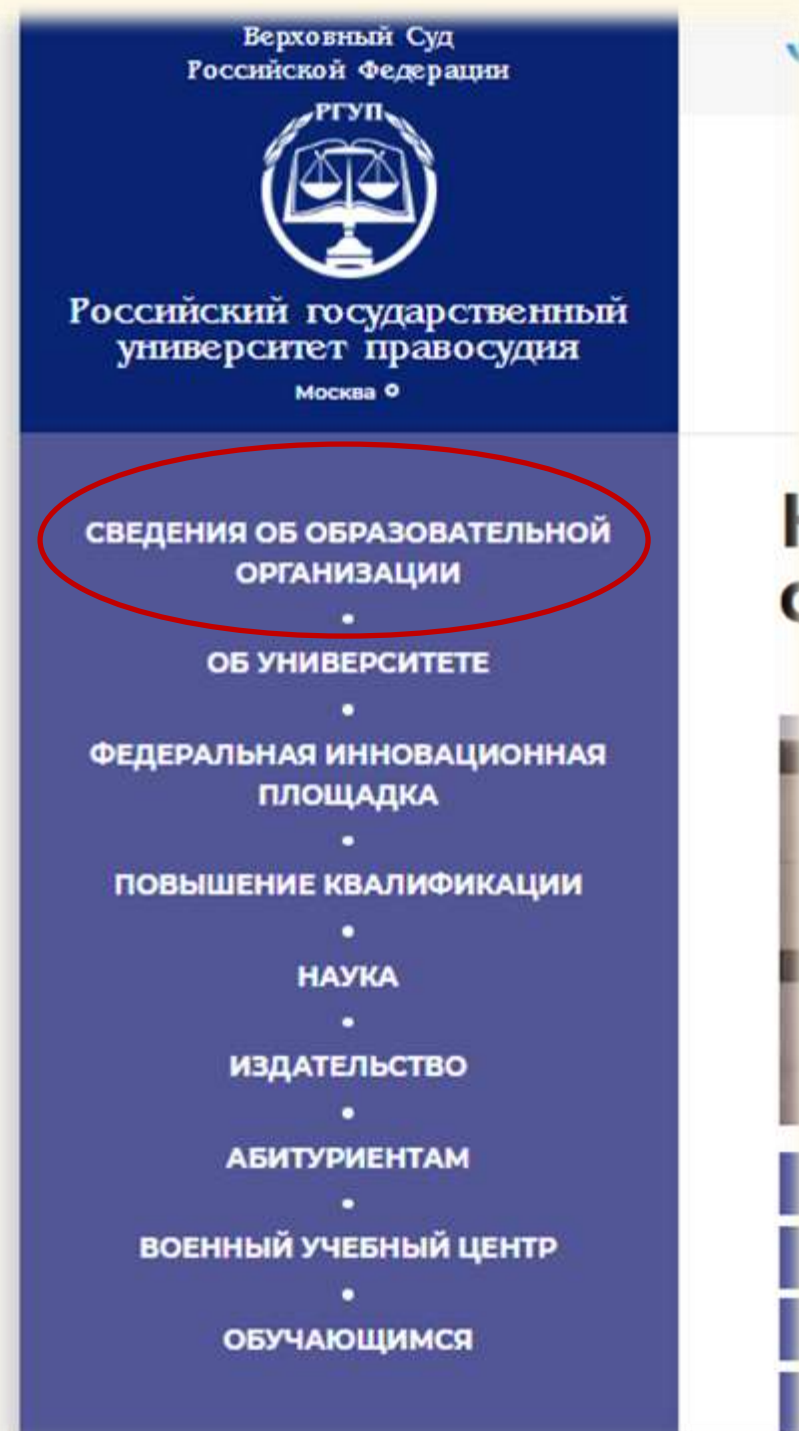 Верховный Суд
Российской Федерации
РГУП
Российский государственный
университет правосудия
Москва
СВЕДЕНИЯ ОБ ОБРАЗОВАТЕЛЬНОЙ
ОРГАНИЗАЦИИ
ОБ УНИВЕРСИТЕТЕ
ФЕДЕРАЛЬНАЯ ИННОВАЦИОННАЯ
ПЛОЩАДКА
ПОВЫШЕНИЕ КВАЛИФИКАЦИИ
НАУКА
ИЗДАТЕЛЬСТВО
АБИТУРИЕНТАМ
ВОЕННЫЙ УЧЕБНЫЙ ЦЕНТР
ОБУЧАЮЩИМСЯ